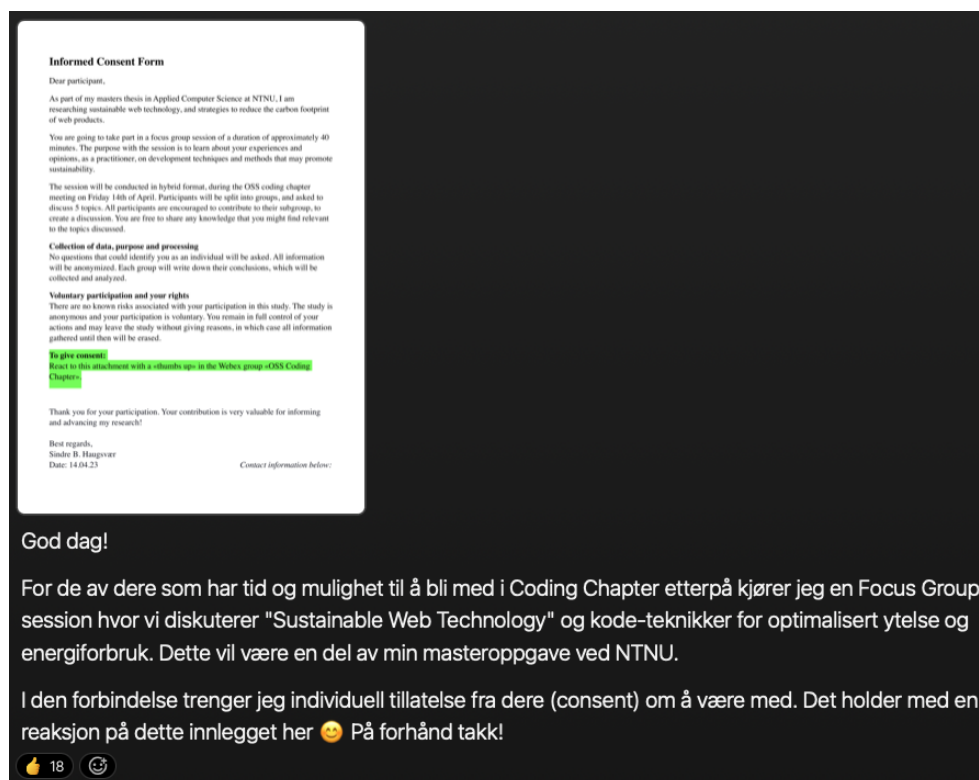 Informed Consent Form
Dear participant,
As part of my masters thesis in Applied Computer Science at NTNU, I am
researching sustainable web technology, and strategies to reduce the carbon footprint
of web products.
You are going to take part in a focus group session of a duration of approximately 40
minutes. The purpose with the session is to learn about your experiences and
opinions, as a practitioner, on development techniques and methods that may promote
sustainability.
The session will be conducted in hybrid format, during the OSS coding chapter
meeting on Friday 14th of April. Participants will be split into groups, and asked to
discuss 5 topics. All participants are encouraged to contribute to their subgroup, to
create a discussion. You are free to share any knowledge that you might find relevant
to the topics discussed.
Collection of data, purpose and processing
No questions that could identify you as an individual will be asked. All information
will be anonymized. Each group will write down their conclusions, which will be
collected and analyzed.
Voluntary participation and your rights
There are no known risks associated with your participation in this study. The study is
anonymous and your participation is voluntary. You remain in full control of your
actions and may leave the study without giving reasons, in which case all information
gathered until then will be erased.
To give consent:
React to this attachment with a «thumbs up» in the Webex group «OSS Coding
Chapter».
Thank you for your participation. Your contribution is very valuable for informing
and advancing my research!
Best regards,
Sindre B. Haugsvær
Date: 14.04.23 Contact information below:
God dag!
For de av dere som har tid og mulighet til å bli med i Coding Chapter etterpå kjører jeg en Focus Group
session hvor vi diskuterer "Sustainable Web Technology" og kode-teknikker for optimalisert ytelse og
energiforbruk. Dette vil være en del av min masteroppgave ved NTNU.
I den forbindelse trenger jeg individuell tillatelse fra dere (consent) om å være med. Det holder med en
reaksjon på dette innlegget her 😊 På forhånd takk!
👍 18